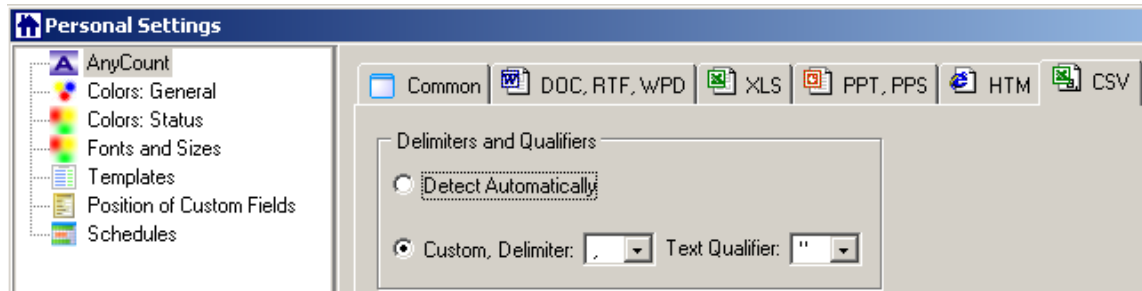 Personal Settings
AnyCount
Colors: General
Colors: Status
Fonts and Sizes
Templates
Position of Custom Fields
Schedules
Common DOC, RTF, WPD XLS PPT, PPS HTM CSV
Delimiters and Qualifiers
Detect Automatically
Custom, Delimiter: , Text Qualifier: "